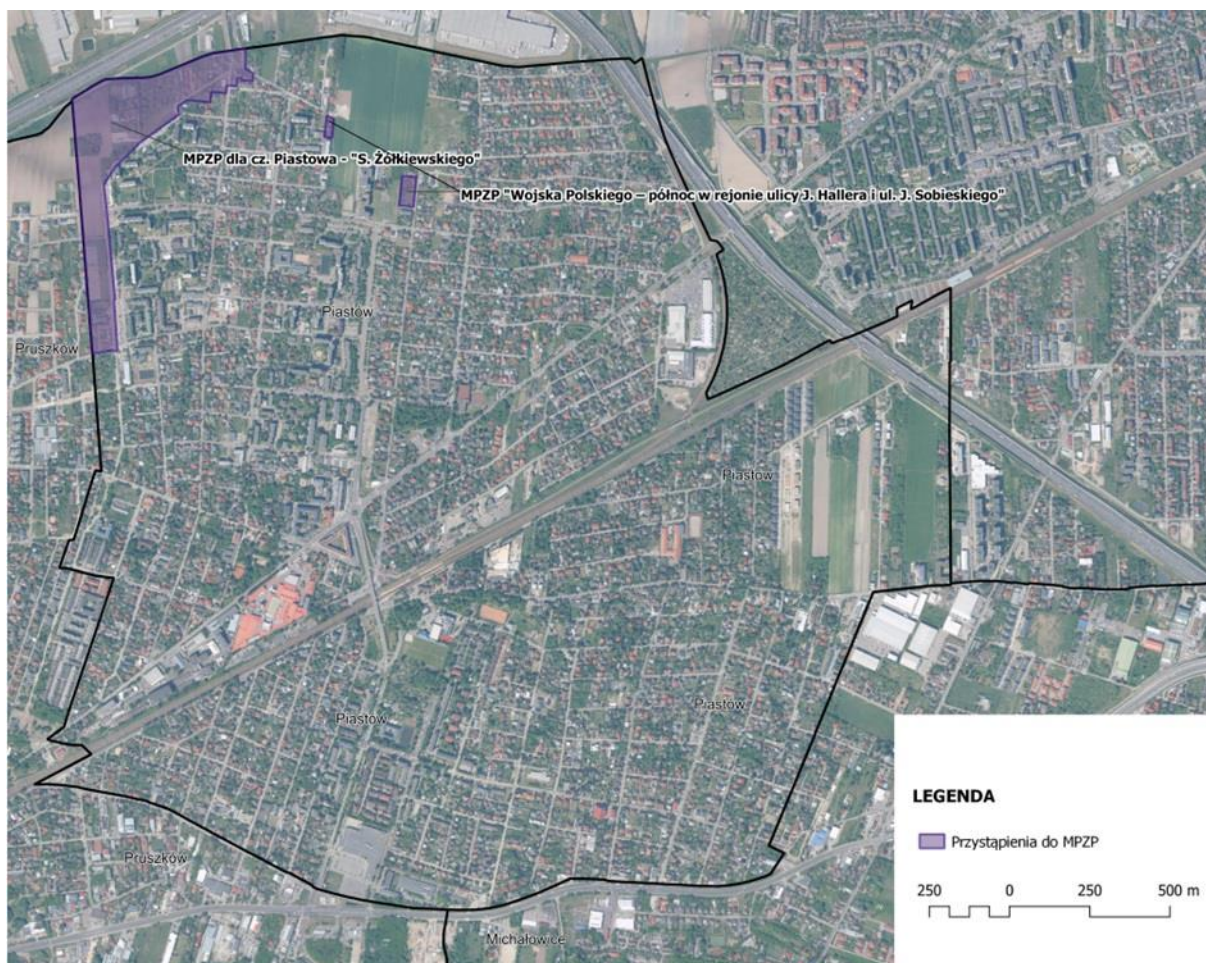 MPZP dla cz. Piastowa - "S. Żółkiewskiego"
MPZP "Wojska Polskiego – północ w rejonie ulicy J. Hallera i ul. J. Sobieskiego"
Piastów
Pruszków
Piastów
Piastów
Piastów
Pruszków
Michałowice
LEGENDA
Przystąpienia do MPZP
250 0 250 500 m